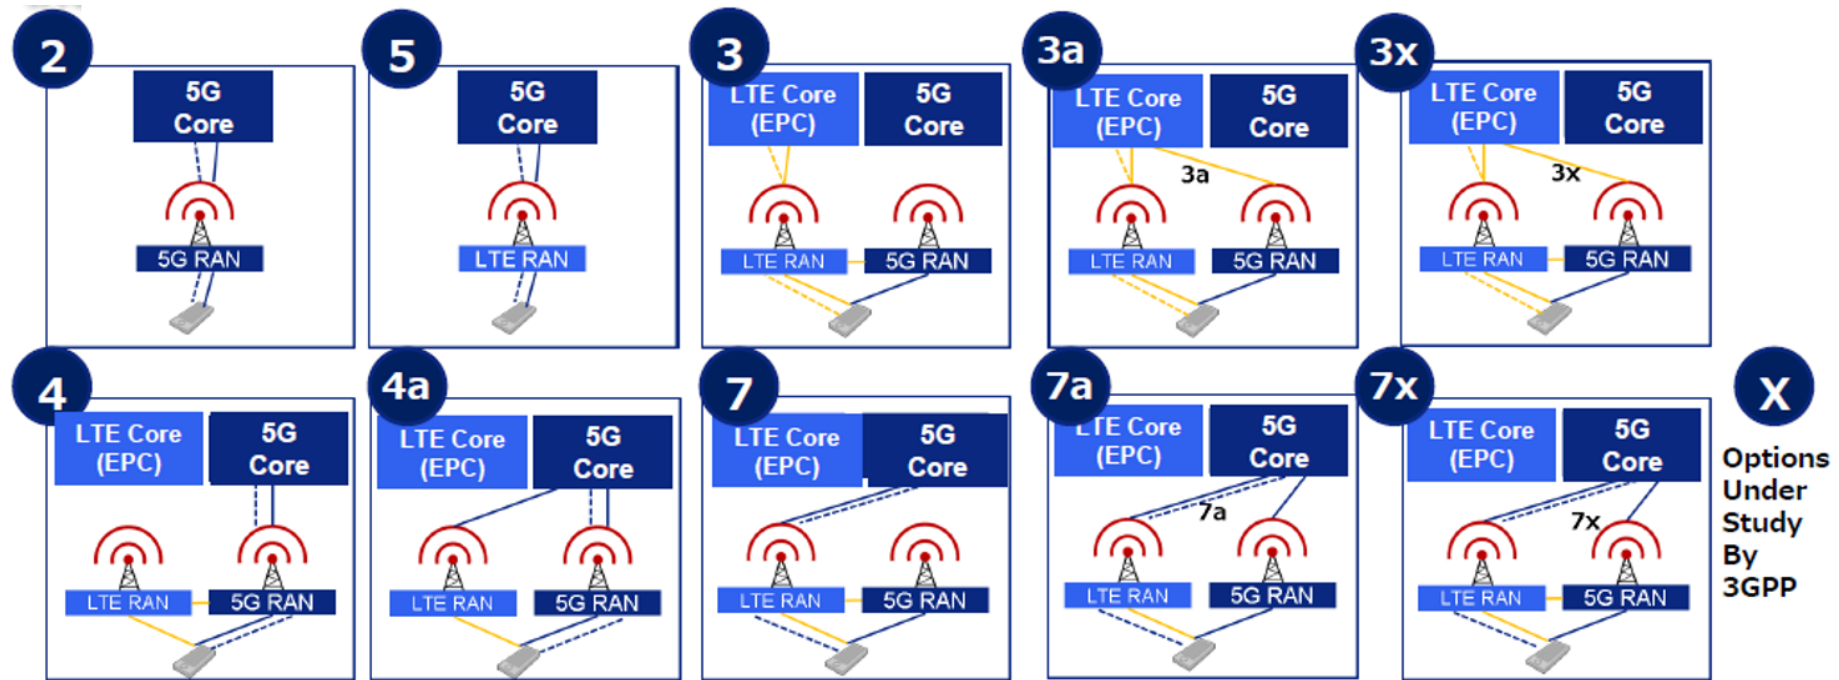 2
5G
Core
5G RAN
5
5G
Core
LTE RAN
3
LTE Core
(EPC)
5G
Core
LTE RAN
5G RAN
3a
LTE Core
(EPC)
5G
Core
3a
LTE RAN
5G RAN
3x
LTE Core
(EPC)
5G
Core
3x
LTE RAN
5G RAN
4
LTE Core
(EPC)
5G
Core
LTE RAN
5G RAN
4a
LTE Core
(EPC)
5G
Core
LTE RAN
5G RAN
7
LTE Core
(EPC)
5G
Core
LTE RAN
5G RAN
7a
LTE Core
(EPC)
5G
Core
7a
LTE RAN
5G RAN
7x
LTE Core
(EPC)
5G
Core
7x
LTE RAN
5G RAN
X
Options
Under
Study
By
3GPP